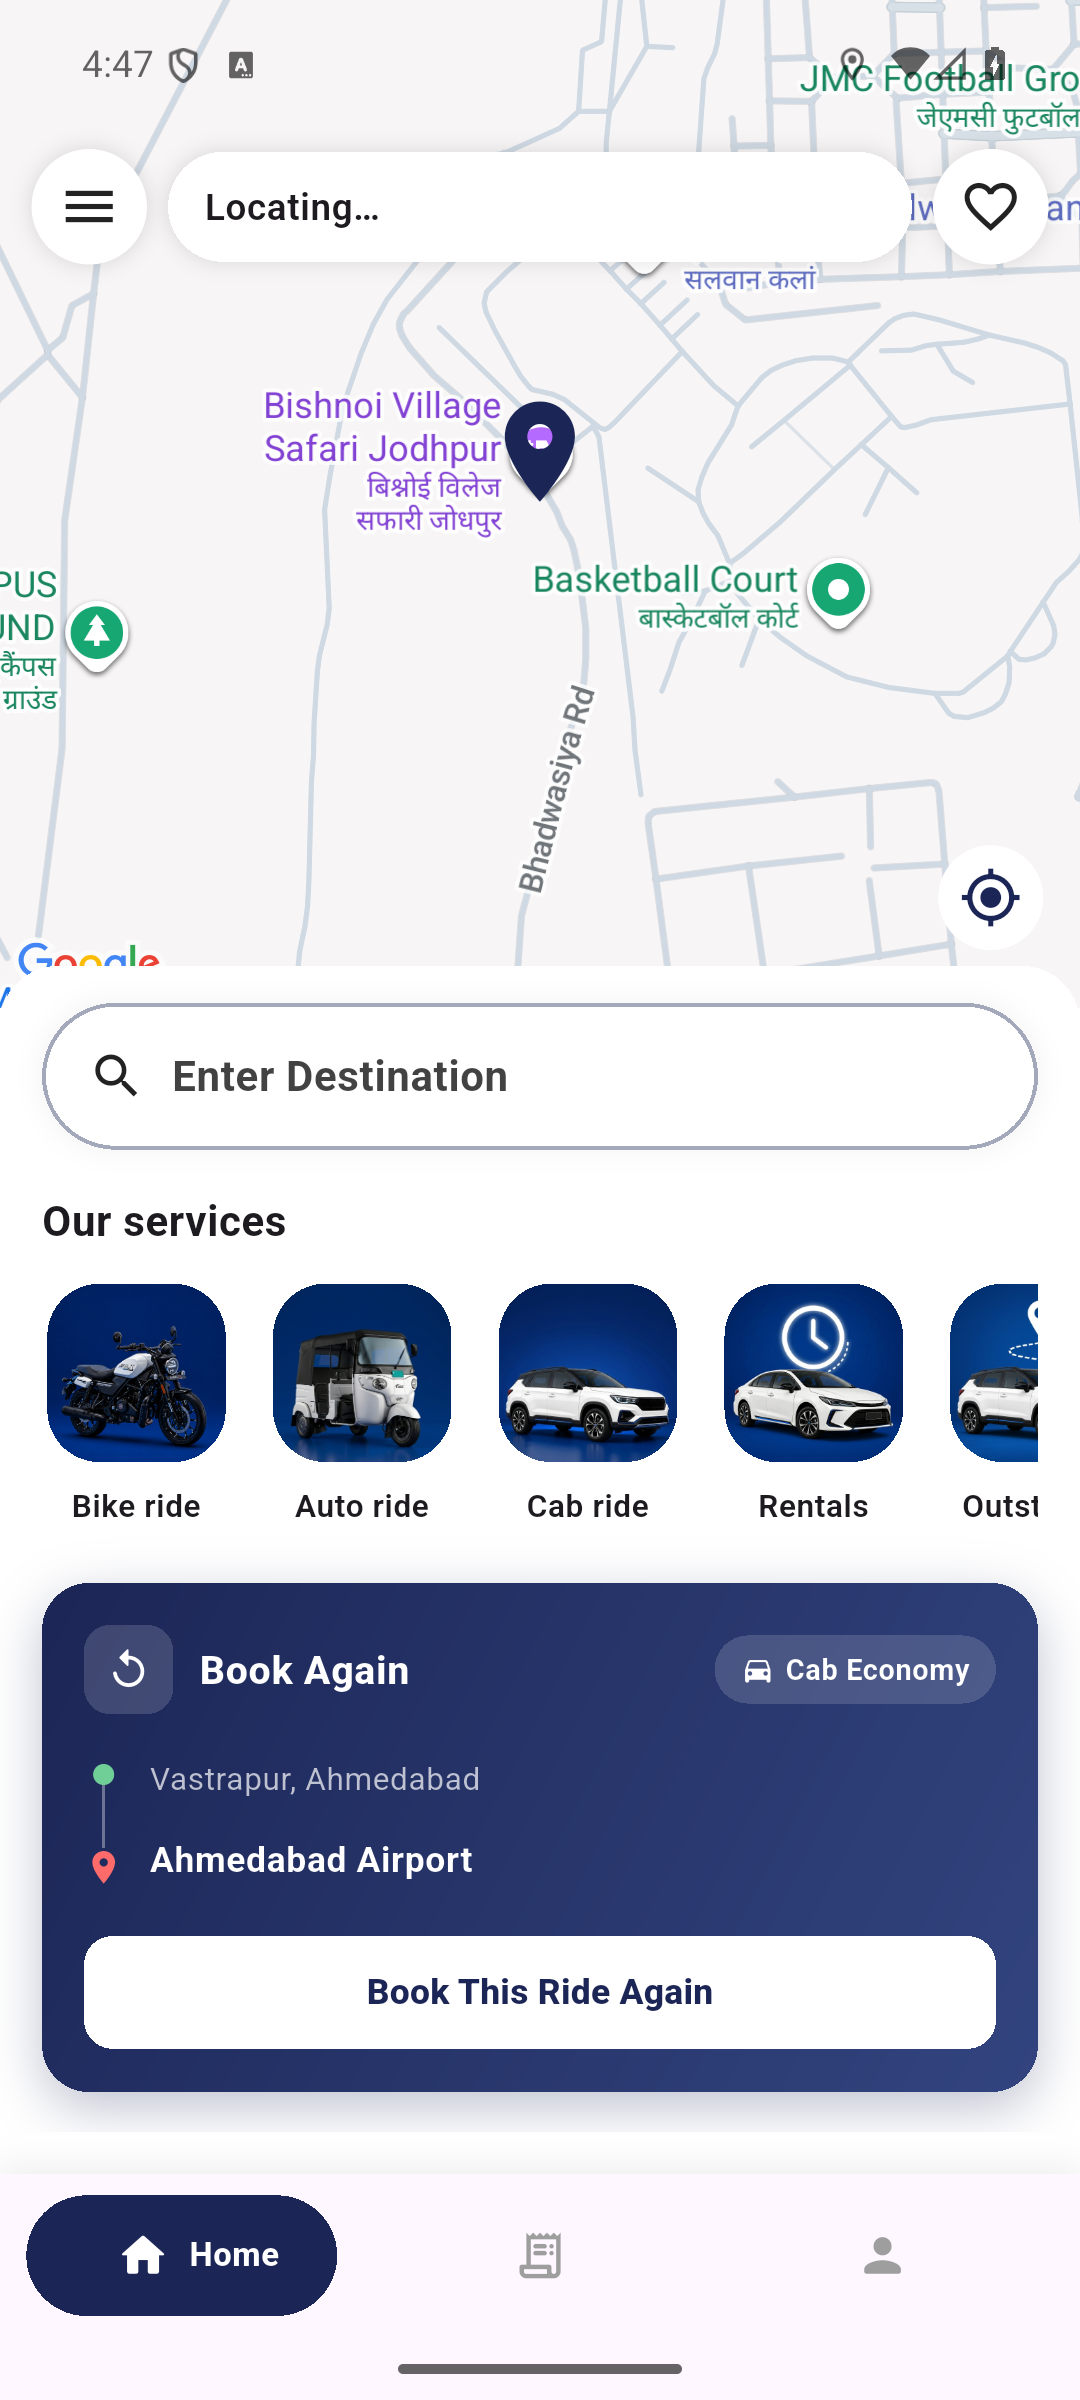 4:47
JMC Football Gro
जेएमसी फुटबॉल
Locating...
सलवान कलां
Bishnoi Village
Safari Jodhpur
बिश्नोई विलेज
सफारी जोधपुर
PUS
UND
कैंपस
ग्राउंड
Basketball Court
बास्केटबॉल कोर्ट
Bhadwasiya Rd
Google
Enter Destination
Our services
Bike ride
Auto ride
Cab ride
Rentals
Outst
Book Again
Cab Economy
Vastrapur, Ahmedabad
Ahmedabad Airport
Book This Ride Again
Home